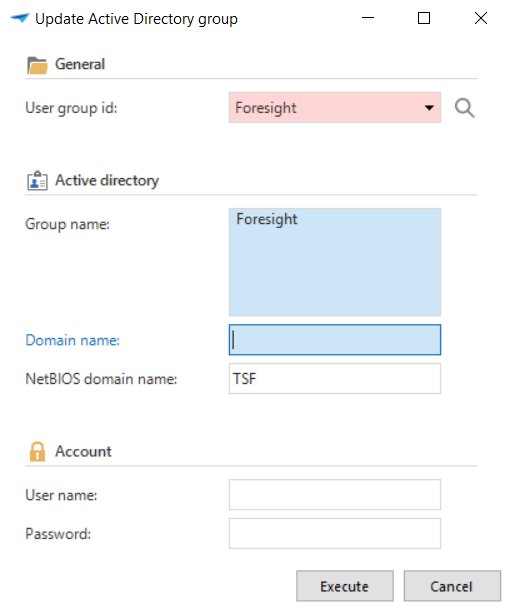 Update Active Directory group
General
User group id: Foresight
Active directory
Group name: Foresight
Domain name:
NetBIOS domain name: TSF
Account
User name:
Password:
Execute Cancel